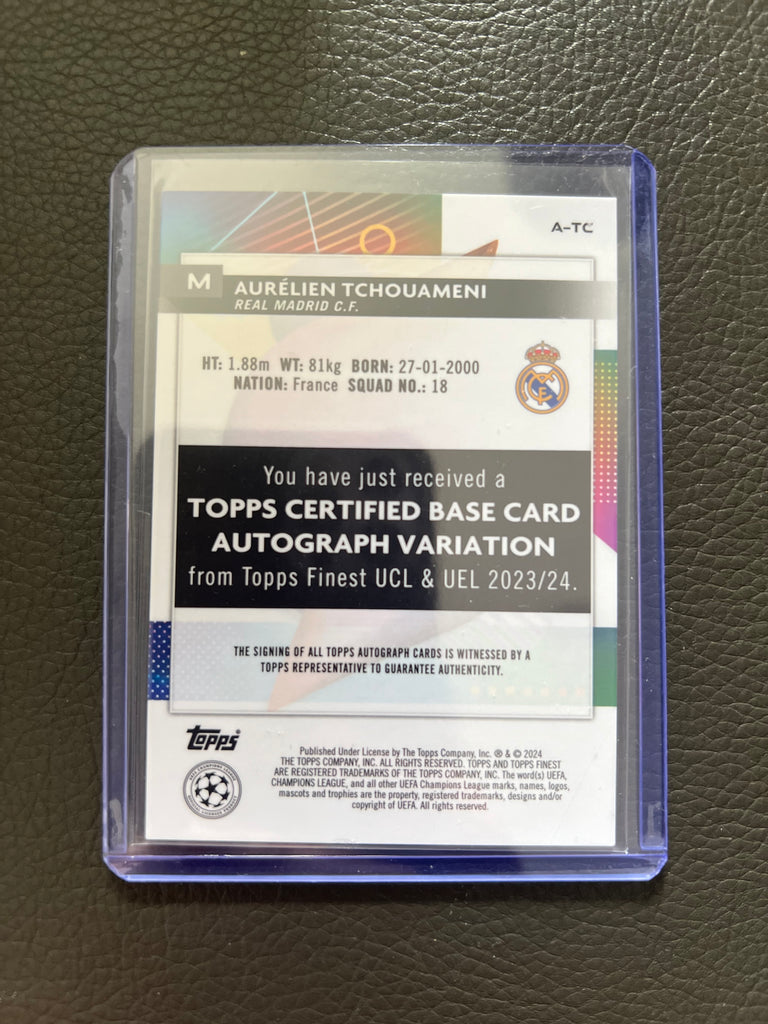 A-TC
M
AURÉLIEN TCHOUAMENI
REAL MADRID C.F.
HT: 1.88m WT: 81kg BORN: 27-01-2000
NATION: France SQUAD NO.: 18
You have just received a
TOPPS CERTIFIED BASE CARD
AUTOGRAPH VARIATION
from Topps Finest UCL & UEL 2023/24.
THE SIGNING OF ALL TOPPS AUTOGRAPH CARDS IS WITNESSED BY A
TOPPS REPRESENTATIVE TO GUARANTEE AUTHENTICITY.
topps
Published Under License by The Topps Company, Inc. ® & © 2024
THE TOPPS COMPANY, INC. ALL RIGHTS RESERVED. TOPPS AND TOPPS FINEST
ARE REGISTERED TRADEMARKS OF THE TOPPS COMPANY, INC. The word(s) UEFA,
CHAMPIONS LEAGUE, and all other UEFA Champions League marks, names, logos,
mascots and trophies are the property, registered trademarks, designs and/or
copyright of UEFA. All rights reserved.